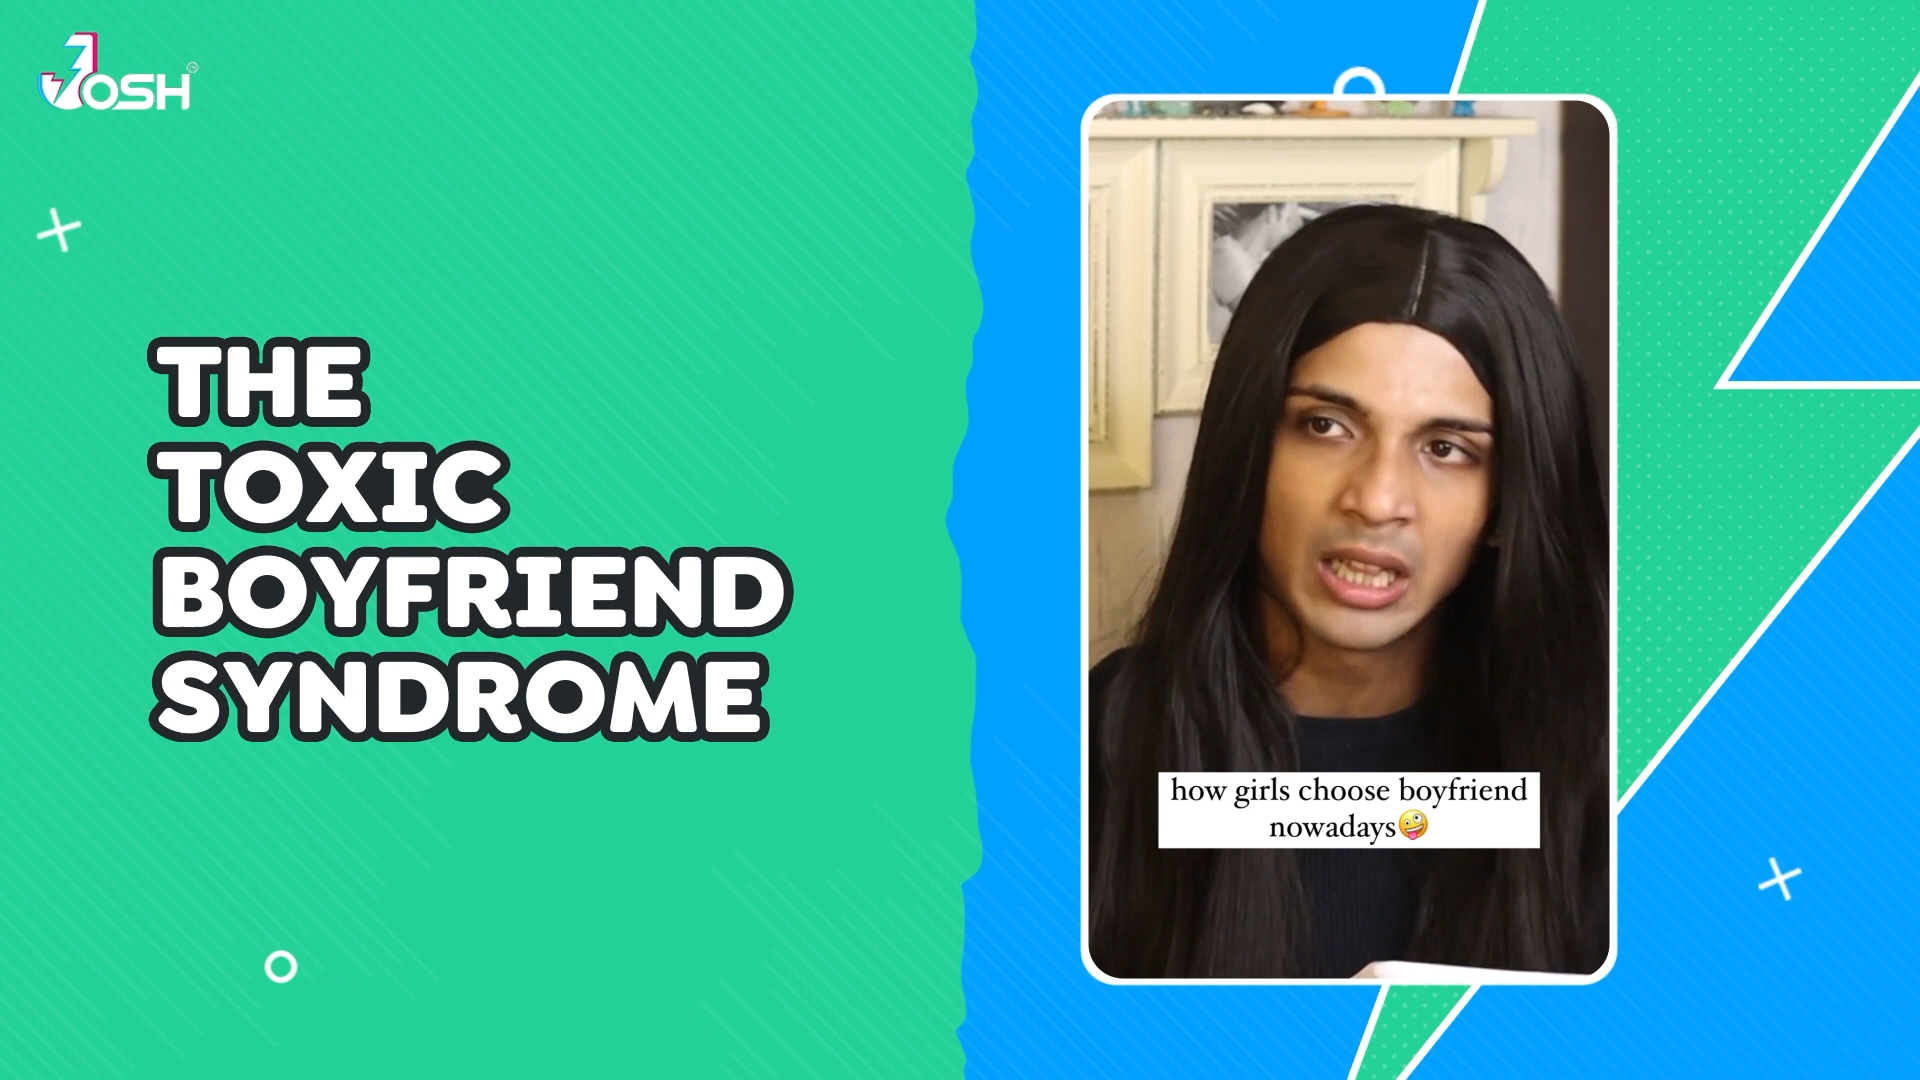 JOSH
THE
TOXIC
BOYFRIEND
SYNDROME
how girls choose boyfriend
nowadays🤪